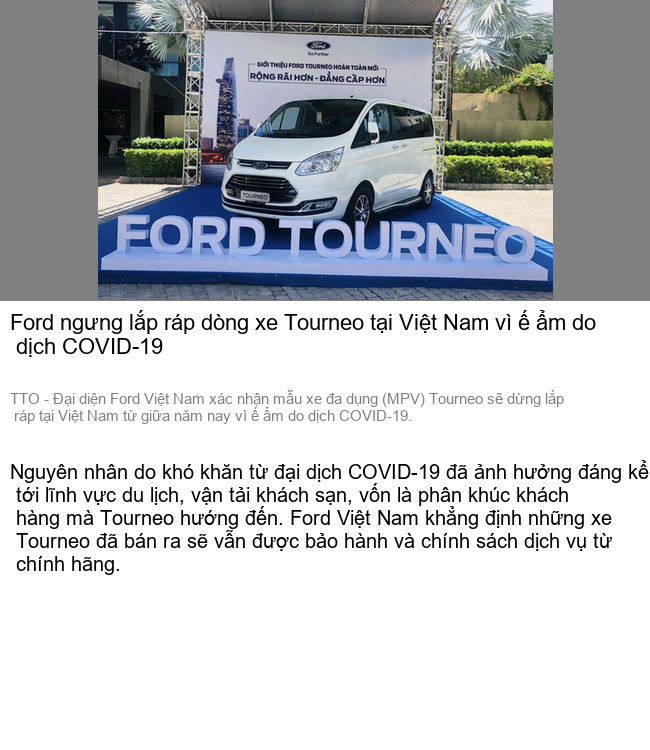 Ford
Go Further
GIỚI THIỆU FORD TOURNEO HOÀN TOÀN MỚI
RỘNG RÃI HƠN - ĐẲNG CẤP HƠN
TOURNEO
FORD TOURNEO
Ford ngưng lắp ráp dòng xe Tourneo tại Việt Nam vì ế ẩm do
dịch COVID-19
TTO - Đại diện Ford Việt Nam xác nhận mẫu xe đa dụng (MPV) Tourneo sẽ dừng lắp
ráp tại Việt Nam từ giữa năm nay vì ế ẩm do dịch COVID-19.
Nguyên nhân do khó khăn từ đại dịch COVID-19 đã ảnh hưởng đáng kể
tới lĩnh vực du lịch, vận tải khách sạn, vốn là phân khúc khách
hàng mà Tourneo hướng đến. Ford Việt Nam khẳng định những xe
Tourneo đã bán ra sẽ vẫn được bảo hành và chính sách dịch vụ từ
chính hãng.